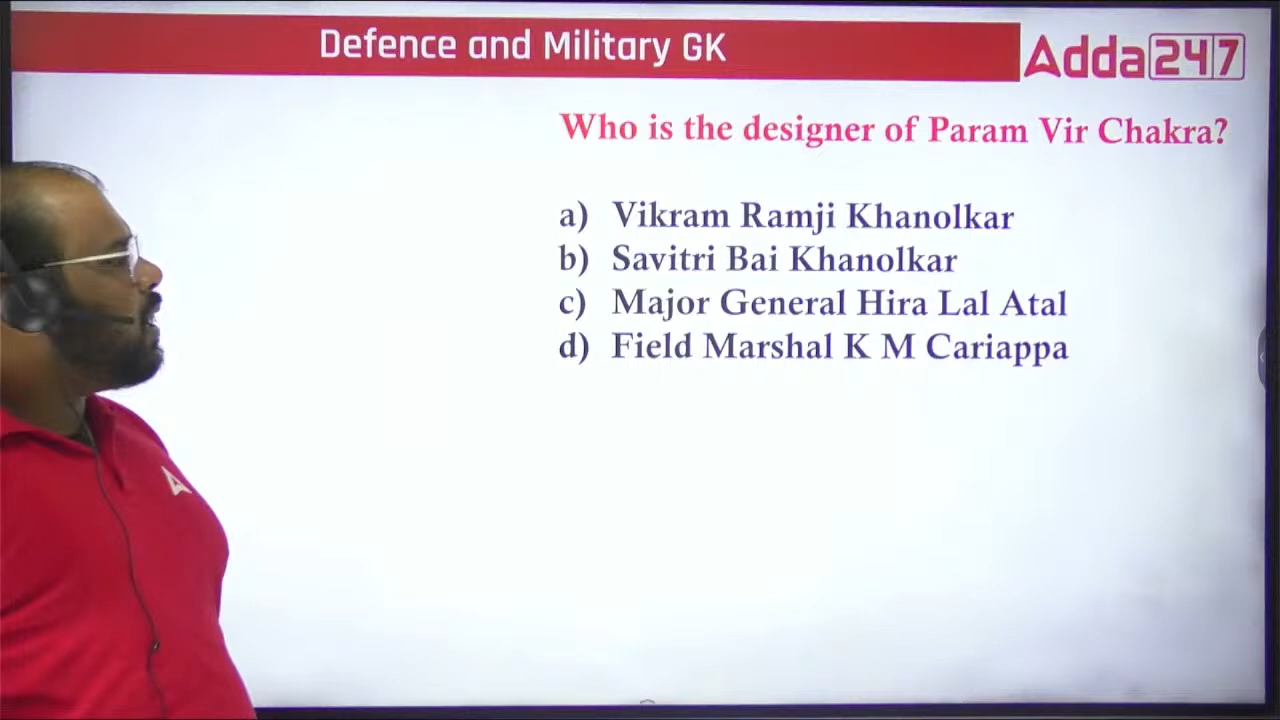 Defence and Military GK
Adda247
Who is the designer of Param Vir Chakra?
a) Vikram Ramji Khanolkar
b) Savitri Bai Khanolkar
c) Major General Hira Lal Atal
d) Field Marshal K M Cariappa